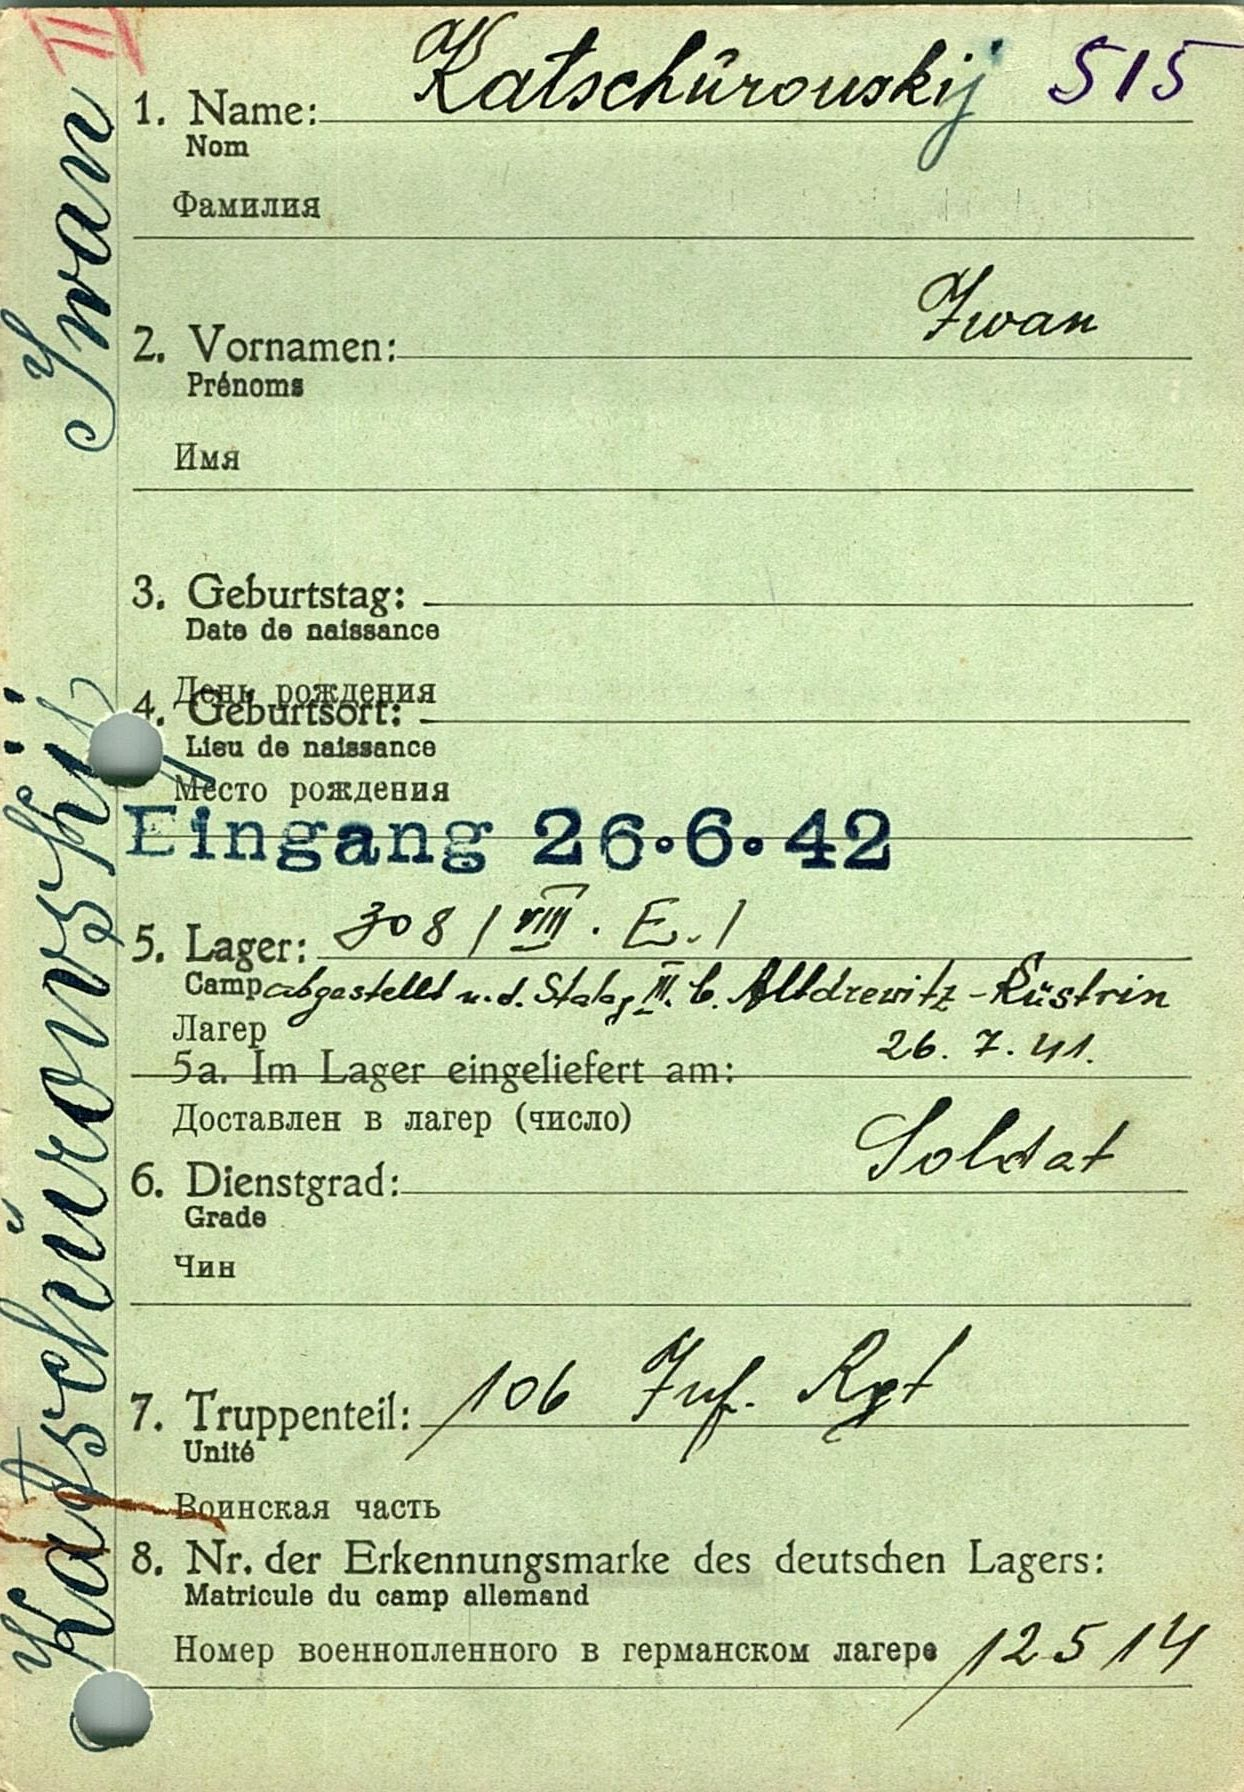 II
Katschŭrowskij Iwan
1. Name: Katschŭrowskij 515
Nom
Фамилия
2. Vornamen: Iwan
Prénoms
Имя
3. Geburtstag:
Date de naissance
День рождения
4. Geburtsort:
Lieu de naissance
Место рождения
Eingang 26.6.42
5. Lager: 308 / VIII. E. /
Camp abgestellt n. d. Stalag III. C. Altdrewitz - Küstrin
Лагер
26. 7. 41.
5a. Im Lager eingeliefert am:
Доставлен в лагер (число)
6. Dienstgrad: Soldat
Grade
Чин
7. Truppenteil: 106 Inf. Rgt
Unité
Воинская часть
8. Nr. der Erkennungsmarke des deutschen Lagers:
Matricule du camp allemand
Номер военнопленного в германском лагере 12514